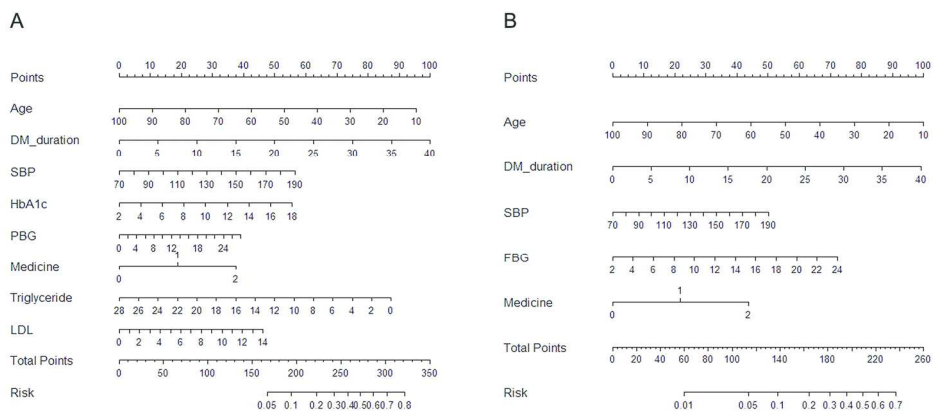 A
Points 0 10 20 30 40 50 60 70 80 90 100
Age 100 90 80 70 60 50 40 30 20 10
DM_duration 0 5 10 15 20 25 30 35 40
SBP 70 90 110 130 150 170 190
HbA1c 2 4 6 8 10 12 14 16 18
PBG 0 4 8 12 18 24
Medicine 0 1 2
Triglyceride 28 26 24 22 20 18 16 14 12 10 8 6 4 2 0
LDL 0 2 4 6 8 10 12 14
Total Points 0 50 100 150 200 250 300 350
Risk 0.05 0.1 0.2 0.30 0.4 0.5 0.6 0.7 0.8
B
Points 0 10 20 30 40 50 60 70 80 90 100
Age 100 90 80 70 60 50 40 30 20 10
DM_duration 0 5 10 15 20 25 30 35 40
SBP 70 90 110 130 150 170 190
FBG 2 4 6 8 10 12 14 16 18 20 22 24
Medicine 0 1 2
Total Points 0 20 40 60 80 100 140 180 220 260
Risk 0.01 0.05 0.1 0.2 0.3 0.4 0.5 0.6 0.7